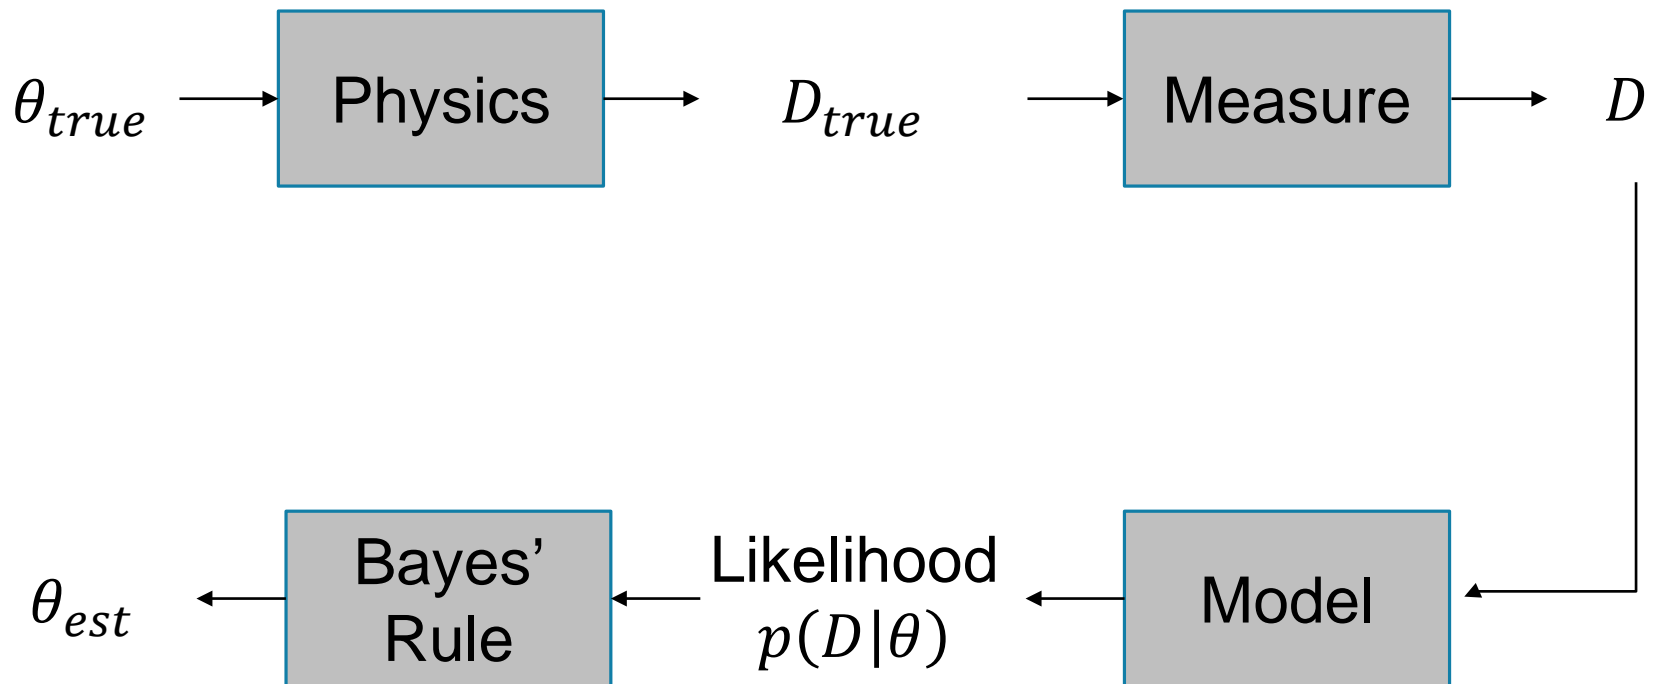 θ_true
Physics
D_true
Measure
D
θ_est
Bayes’
Rule
Likelihood
p(D|θ)
Model